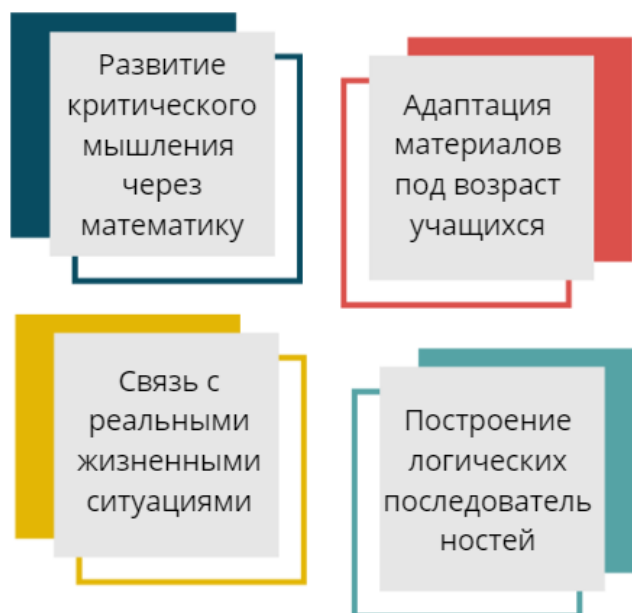 Развитие
критического
мышления
через
математику
Адаптация
материалов
под возраст
учащихся
Связь с
реальными
жизненными
ситуациями
Построение
логических
последователь
ностей